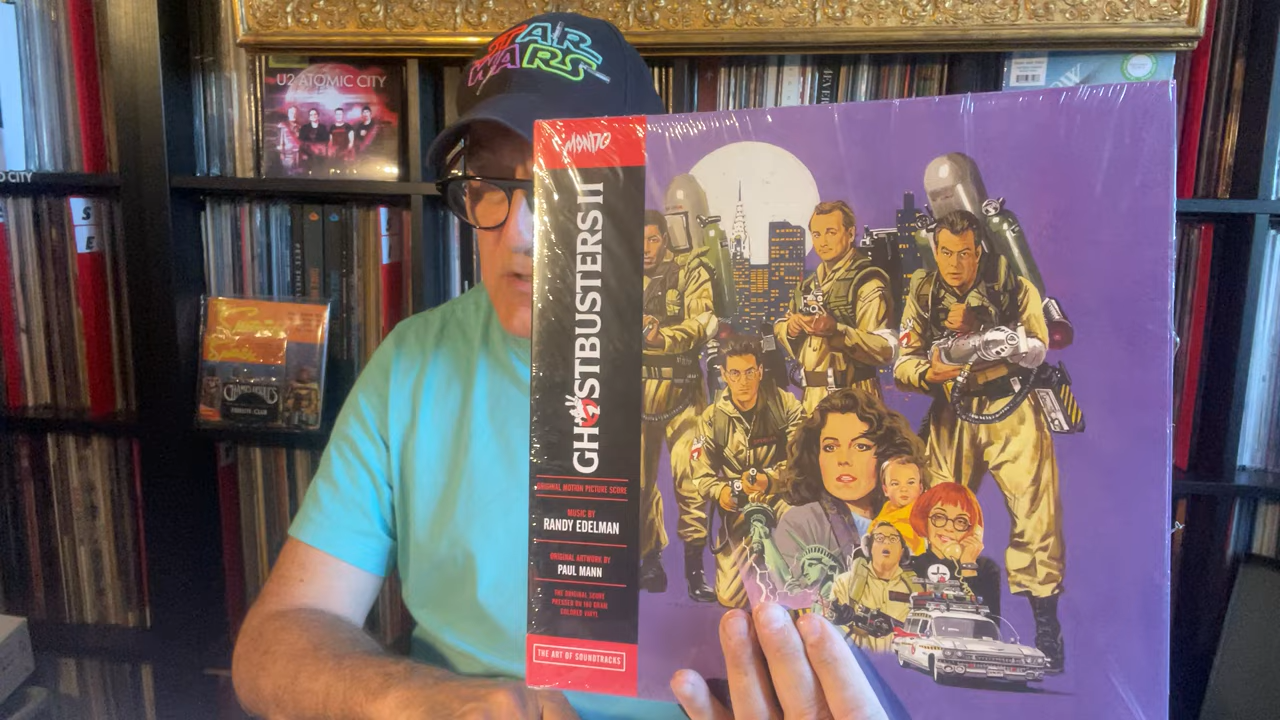 STAR
WARS
U2 ATOMIC CITY
O CITY
S
E
MONDO
GHOSTBUSTERS II
ORIGINAL MOTION PICTURE SCORE
MUSIC BY
RANDY EDELMAN
ORIGINAL ARTWORK BY
PAUL MANN
THE ORIGINAL SCORE
PRESSED ON 180 GRAM
COLORED VINYL
THE ART OF SOUNDTRACKS